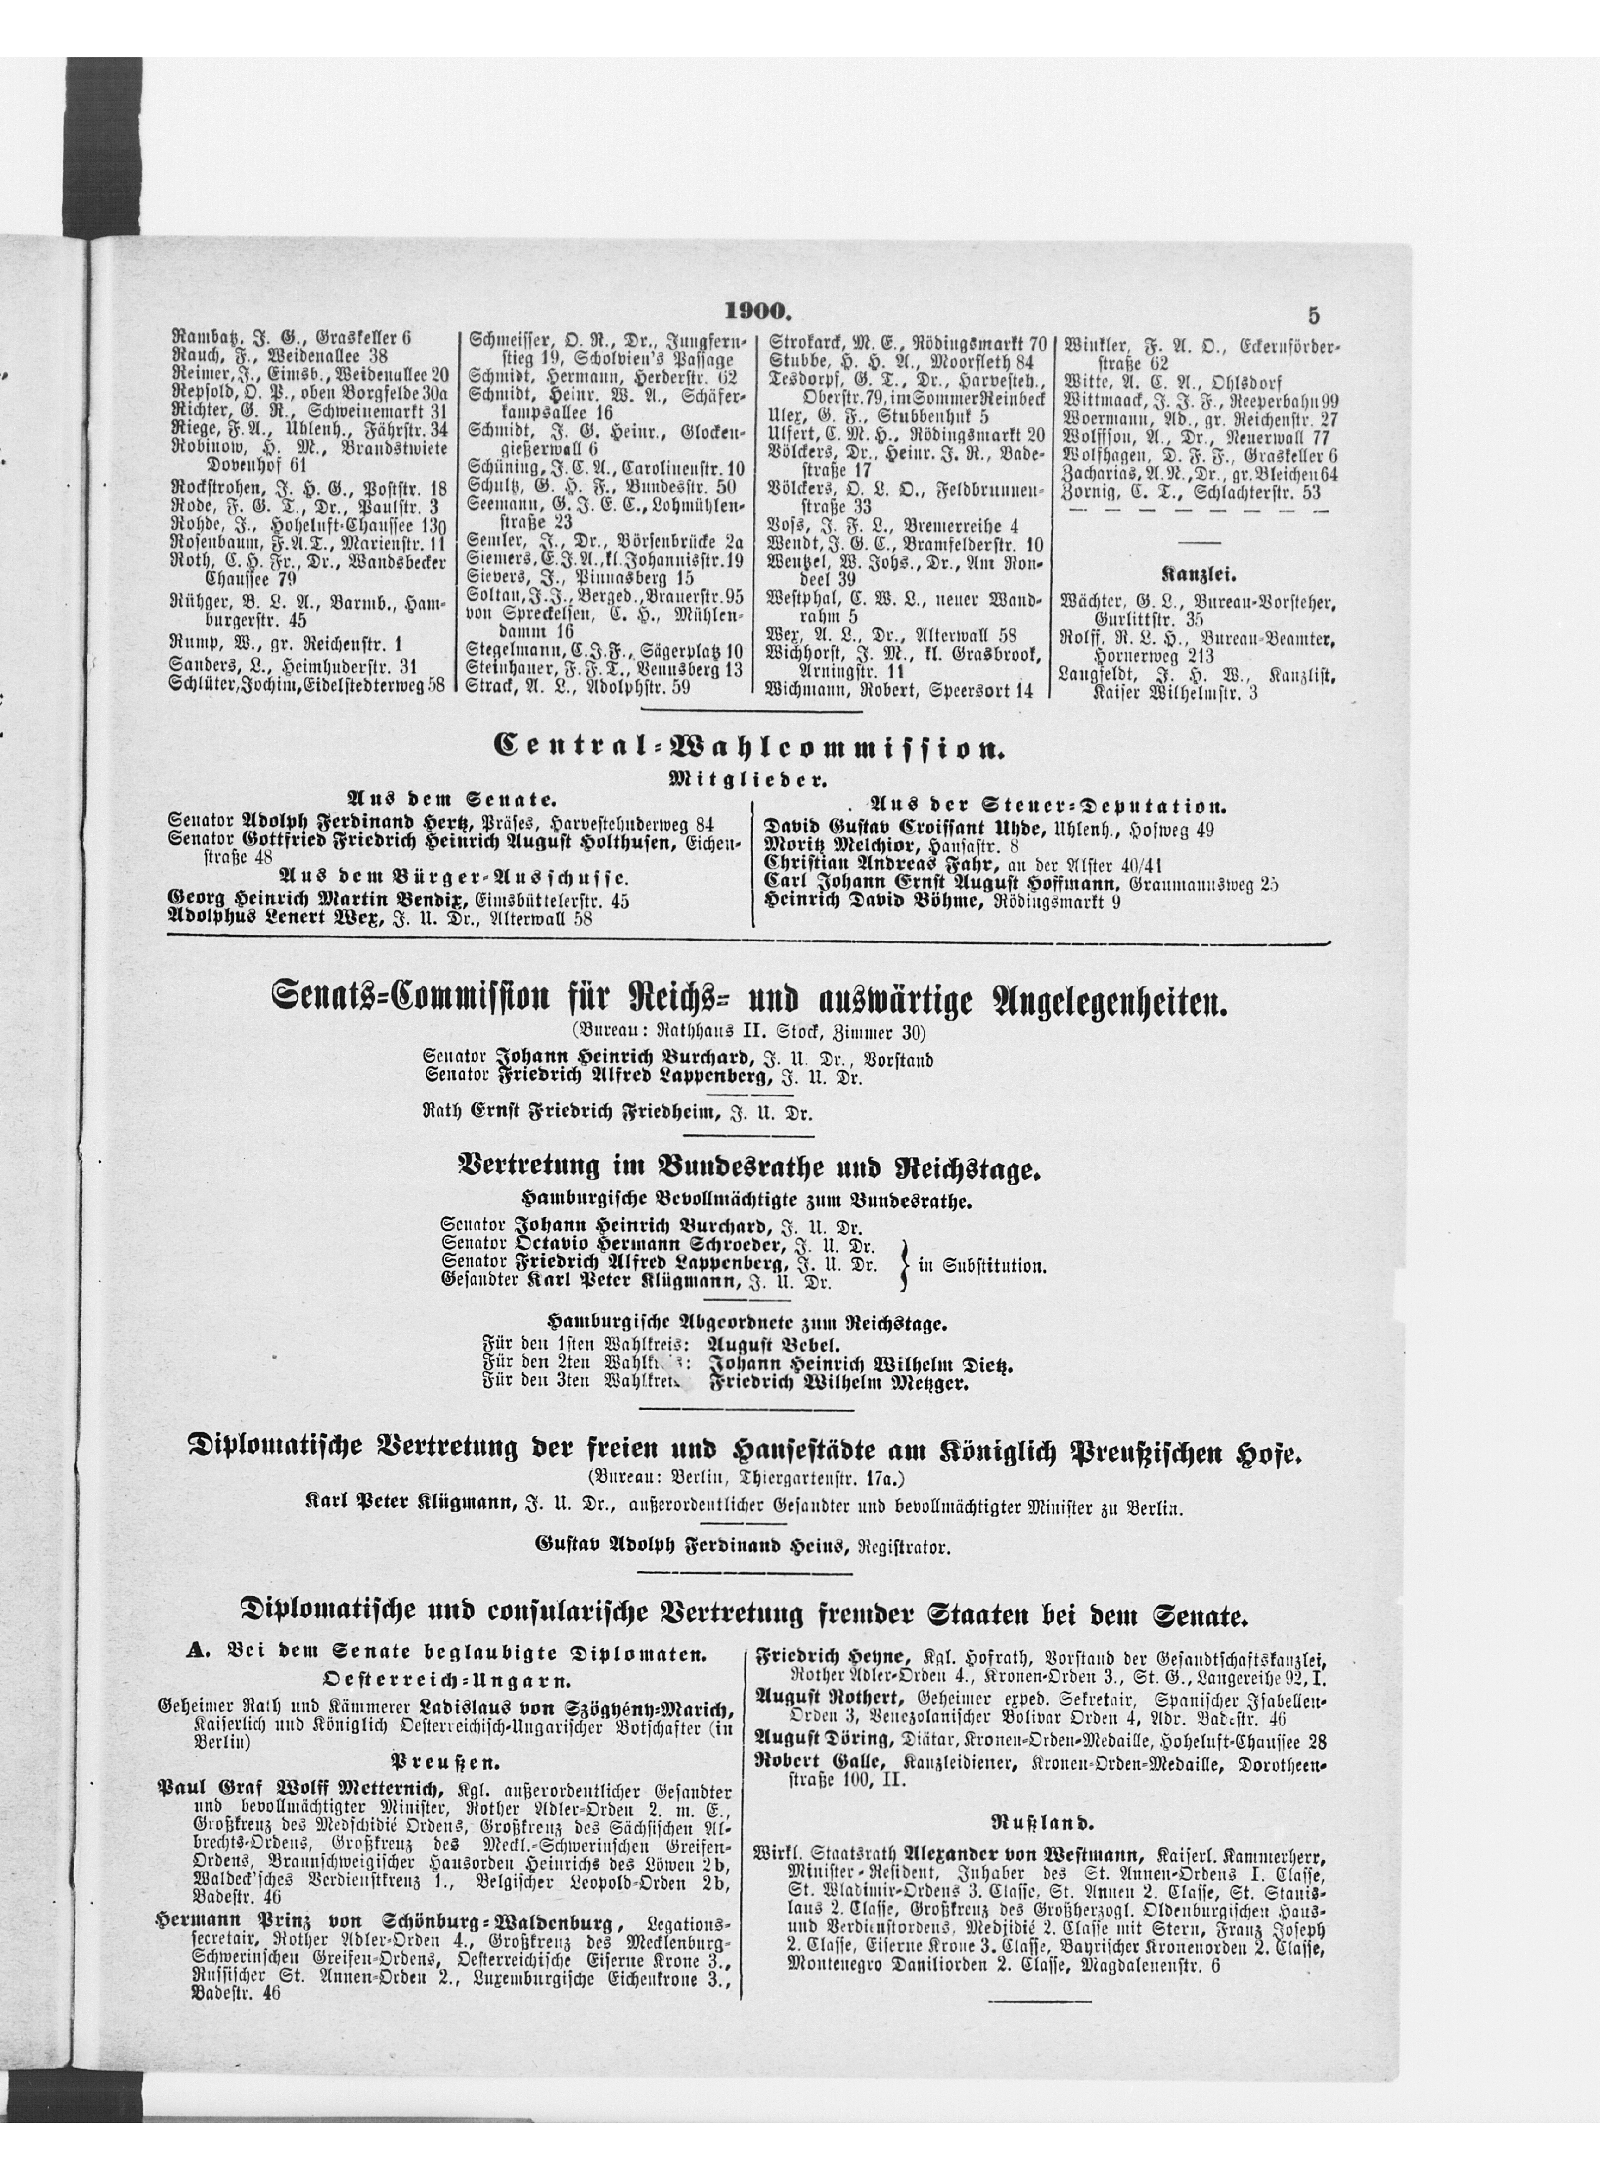 1900.
5
Rambatz, J. G., Graskeller 6
Rauch, F., Weidenallee 38
Reimer, J., Eimsb., Weidenallee 20
Repsold, O. P., oben Borgfelde 30a
Richter, G. R., Schweinemarkt 31
Riege, F. A., Uhlenh., Fährstr. 34
Robinow, H. M., Brandstwiete
Dovenhof 61
Rockstrohen, J. H. G., Poststr. 18
Rode, F. G. T., Dr., Paulstr. 3
Rohde, J., Hoheluft-Chaussee 130
Rosenbaum, F. A. T., Marienstr. 11
Roth, C. H. Fr., Dr., Wandsbecker
Chaussee 79
Rühger, B. L. A., Barmb., Ham-
burgerstr. 45
Rump, W., gr. Reichenstr. 1
Sanders, L., Heimhuderstr. 31
Schlüter, Jochim, Eidelstedterweg 58
Schmeisser, O. R., Dr., Jungfern-
stieg 19, Scholvien's Passage
Schmidt, Hermann, Herderstr. 62
Schmidt, Heinr. W. A., Schäfer-
kampsallee 16
Schmidt, J. G. Heinr., Glocken-
gießerwall 6
Schüning, J. C. A., Carolinenstr. 10
Schultz, G. H. F., Bundesstr. 50
Seemann, G. J. E. C., Lohmühlen-
straße 23
Semler, J., Dr., Börsenbrücke 2a
Siemers, E. J. A., kl. Johannisstr. 19
Sievers, J., Pinnasberg 15
Soltau, J. J., Berged., Brauerstr. 95
von Spreckelsen, C. H., Mühlen-
damm 16
Stegelmann, C. J. F., Sägerplatz 10
Steinhauer, F. F. T., Venusberg 13
Strack, A. L., Adolphstr. 59
Strokarck, M. E., Rödingsmarkt 70
Stubbe, H. H. A., Moorfleth 84
Tesdorpf, G. T., Dr., Harvesteh.,
Oberstr. 79, im Sommer Reinbeck
Ulex, G. F., Stubbenhuk 5
Ulfert, C. M. H., Rödingsmarkt 20
Völckers, Dr., Heinr. J. R., Bade-
straße 17
Völckers, O. L. O., Feldbrunnen-
straße 33
Voss, J. F. L., Bremerreihe 4
Wendt, J. G. C., Bramfelderstr. 10
Wentzel, W. Johs., Dr., Am Ron-
deel 39
Westphal, C. W. L., neuer Wand-
rahm 5
Wex, A. L., Dr., Alterwall 58
Wichhorst, J. M., kl. Grasbrook,
Arningstr. 11
Wichmann, Robert, Speersort 14
Winkler, F. A. O., Eckernförder-
straße 62
Witte, A. C. A., Ohlsdorf
Wittmaack, J. J. F., Reeperbahn 99
Woermann, Ad., gr. Reichenstr. 27
Wolffson, A., Dr., Neuerwall 77
Wolfhagen, D. F. F., Graskeller 6
Zacharias, A. N., Dr., gr. Bleichen 64
Zornig, C. T., Schlachterstr. 53
Kanzlei.
Wächter, G. L., Bureau-Vorsteher,
Gurlittstr. 35
Rolff, R. L. H., Bureau-Beamter,
Hornerweg 213
Langfeldt, J. H. W., Kanzlist,
Kaiser Wilhelmstr. 3
Central-Wahlcommission.
Mitglieder.
Aus dem Senate.
Senator Adolph Ferdinand Hertz, Präses, Harvestehuderweg 84
Senator Gottfried Friedrich Heinrich August Holthusen, Eichen-
straße 48
Aus dem Bürger-Ausschusse.
Georg Heinrich Martin Bendix, Eimsbüttelerstr. 45
Adolphus Lenert Wex, J. U. Dr., Alterwall 58
Aus der Steuer-Deputation.
David Gustav Croissant Uhde, Uhlenh., Hofweg 49
Moritz Melchior, Hansastr. 8
Christian Andreas Fahr, an der Alster 40/41
Carl Johann Ernst August Hoffmann, Graumannsweg 25
Heinrich David Böhme, Rödingsmarkt 9
Senats-Commission für Reichs- und auswärtige Angelegenheiten.
(Bureau: Rathhaus II. Stock, Zimmer 30)
Senator Johann Heinrich Burchard, J. U. Dr., Vorstand
Senator Friedrich Alfred Lappenberg, J. U. Dr.
Rath Ernst Friedrich Friedheim, J. U. Dr.
Vertretung im Bundesrathe und Reichstage.
Hamburgische Bevollmächtigte zum Bundesrathe.
Senator Johann Heinrich Burchard, J. U. Dr.
Senator Octavio Hermann Schroeder, J. U. Dr.
Senator Friedrich Alfred Lappenberg, J. U. Dr.
Gesandter Karl Peter Klügmann, J. U. Dr.
in Substitution.
Hamburgische Abgeordnete zum Reichstage.
Für den 1sten Wahlkreis: August Bebel.
Für den 2ten Johann Heinrich Wilhelm Dietz.
Für den 3ten Friedrich Wilhelm Metzger.
Diplomatische Vertretung der freien und Hansestädte am Königlich Preußischen Hofe.
(Bureau: Berlin, Thiergartenstr. 17a.)
Karl Peter Klügmann, J. U. Dr., außerordentlicher Gesandter und bevollmächtigter Minister zu Berlin.
Gustav Adolph Ferdinand Heins, Registrator.
Diplomatische und consularische Vertretung fremder Staaten bei dem Senate.
A. Bei dem Senate beglaubigte Diplomaten.
Oesterreich-Ungarn.
Geheimer Rath und Kämmerer Ladislaus von Szögyény-Marich,
Kaiserlich und Königlich Oesterreichisch-Ungarischer Botschafter (in
Berlin)
Preußen.
Paul Graf Wolff Metternich, Kgl. außerordentlicher Gesandter
und bevollmächtigter Minister, Rother Adler-Orden 2. m. E.,
Großkreuz des Medschidié Ordens, Großkreuz des Sächsischen Al-
brechts-Ordens, Großkreuz des Meckl.-Schwerinschen Greifen-
Ordens, Braunschweigischer Hausorden Heinrichs des Löwen 2b,
Waldeck'sches Verdienstkreuz 1., Belgischer Leopold-Orden 2b,
Badestr. 46
Hermann Prinz von Schönburg-Waldenburg, Legations-
secretair, Rother Adler-Orden 4., Großkreuz des Mecklenburg-
Schwerinschen Greifen-Ordens, Oesterreichische Eiserne Krone 3.,
Russischer St. Annen-Orden 2., Luxemburgische Eichenkrone 3.,
Badestr. 46
Friedrich Heyne, Kgl. Hofrath, Vorstand der Gesandtschaftskanzlei,
Rother Adler-Orden 4., Kronen-Orden 3., St. G., Langereihe 92, I.
August Rothert, Geheimer exped. Sekretair, Spanischer Isabellen-
Orden 3, Venezolanischer Bolivar Orden 4, Adr. Badestr. 46
August Döring, Diätar, Kronen-Orden-Medaille, Hoheluft-Chaussee 28
Robert Galle, Kanzleidiener, Kronen-Orden-Medaille, Dorotheen-
straße 100, II.
Rußland.
Wirkl. Staatsrath Alexander von Westmann, Kaiserl. Kammerherr,
Minister-Resident, Inhaber des St. Annen-Ordens I. Classe,
St. Wladimir-Ordens 3. Classe, St. Annen 2. Classe, St. Stanis-
laus 2. Classe, Großkreuz des Großherzogl. Oldenburgischen Haus-
und Verdienstordens, Medjidié 2. Classe mit Stern, Franz Joseph
2. Classe, Eiserne Krone 3. Classe, Bayrischer Kronenorden 2. Classe,
Montenegro Daniliorden 2. Classe, Magdalenenstr. 6